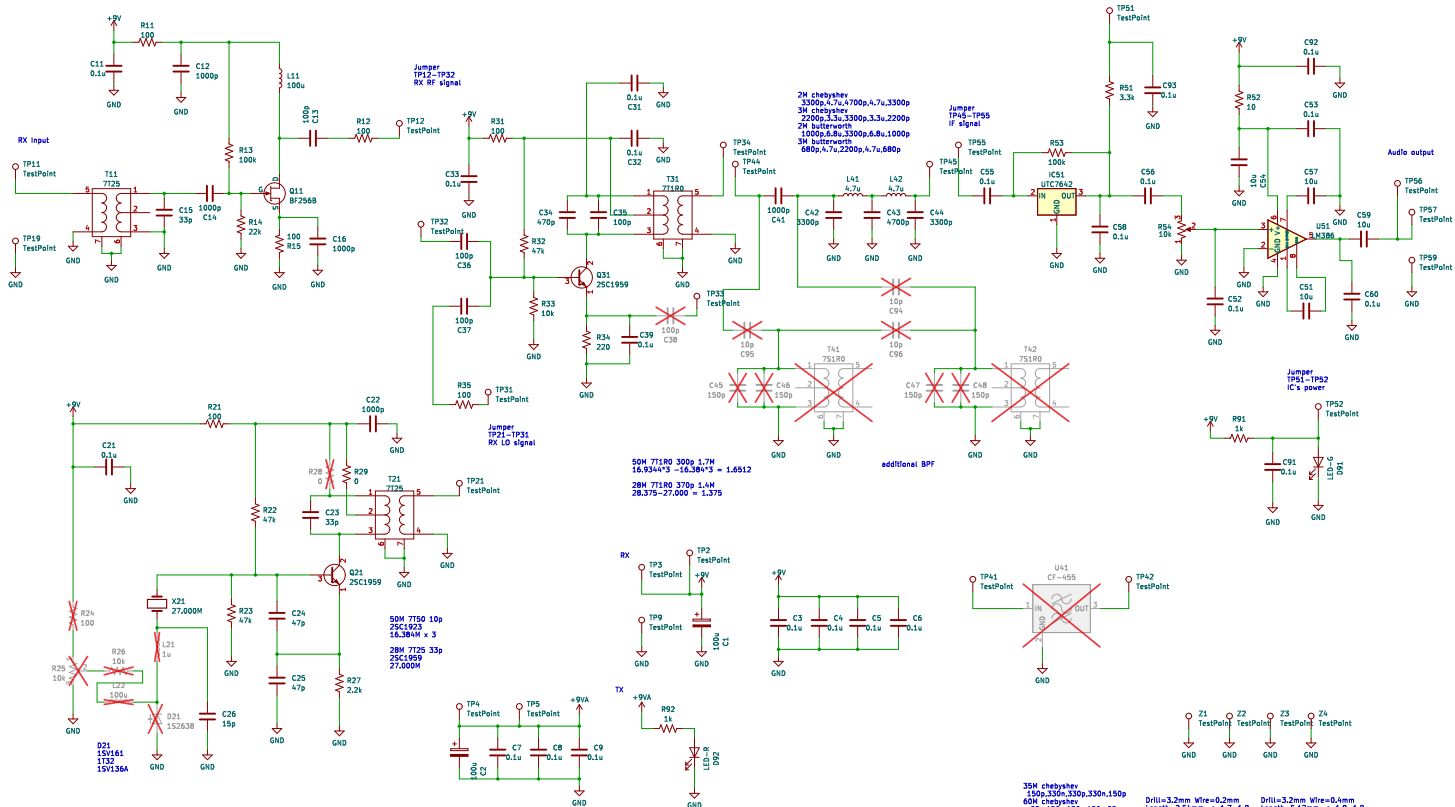 +9V
R11
100
C11
0.1u
GND
C12
1000p
GND
L11
100u
100p
C13
R12
100
TP12
TestPoint
Jumper
TP12-TP32
RX RF signal
RX input
TP11
TestPoint
T11
7T25
C15
33p
1000p
C14
R13
100k
Q11
BF256B
R14
22k
100
R15
C16
1000p
TP19
TestPoint
GND
GND
GND
GND
GND
GND
GND
+9V
R31
100
C33
0.1u
GND
0.1u
C31
GND
0.1u
C32
GND
TP32
TestPoint
100p
C36
100p
C37
R32
47k
C34
470p
C35
100p
T31
7T1R0
Q31
2SC1959
R33
10k
GND
R34
220
C39
0.1u
GND
100p
C38
TP33
TestPoint
GND
GND
R35
100
TP31
TestPoint
Jumper
TP21-TP31
RX LO signal
TP34
TestPoint
TP44
TestPoint
1000p
C41
2M chebyshev
3300p,4.7u,4700p,4.7u,3300p
3M chebyshev
2200p,3.3u,3300p,3.3u,2200p
2M butterworth
1000p,6.8u,3300p,6.8u,1000p
3M butterworth
680p,4.7u,2200p,4.7u,680p
L41
4.7u
L42
4.7u
C42
3300p
C43
4700p
C44
3300p
GND
GND
GND
TP45
TestPoint
Jumper
TP45-TP55
IF signal
TP55
TestPoint
C55
0.1u
R53
100k
IC51
UTC7642
IN
OUT
GND
GND
TP51
TestPoint
R51
3.3k
C93
0.1u
GND
C58
0.1u
GND
C56
0.1u
R54
10k
GND
C52
0.1u
GND
+9V
C92
0.1u
GND
R52
10
C53
0.1u
GND
10u
C54
GND
C57
10u
GND
U51
LM386
GND
GND
C51
10u
C59
10u
C60
0.1u
GND
Audio output
TP56
TestPoint
TP57
TestPoint
TP59
TestPoint
GND
10p
C94
10p
C95
10p
C96
T41
7S1R0
T42
7S1R0
C45
150p
C46
150p
C47
150p
C48
150p
GND
GND
GND
GND
additional BPF
50M 7T1R0 300p 1.7M
16.9344*3 -16.384*3 = 1.6512
28M 7T1R0 370p 1.4M
28.375-27.000 = 1.375
Jumper
TP51-TP52
IC's power
TP52
TestPoint
+9V
R91
1k
C91
0.1u
GND
LED-G
D91
GND
+9V
R21
100
C22
1000p
GND
C21
0.1u
GND
R28
0
R29
0
T21
7T25
TP21
TestPoint
GND
GND
R22
47k
C23
33p
Q21
2SC1959
X21
27.000M
R23
47k
GND
C24
47p
C25
47p
GND
R27
2.2k
GND
R24
100
R25
10k
GND
R26
10k
L21
1u
L22
100u
D21
1S2638
GND
C26
15p
GND
D21
1SV161
1T32
1SV136A
50M 7T50 10p
2SC1923
16.384M x 3
28M 7T25 33p
2SC1959
27.000M
RX
TP3
TestPoint
TP2
TestPoint
+9V
TP9
TestPoint
GND
100u
C1
GND
+9V
C3
0.1u
C4
0.1u
C5
0.1u
C6
0.1u
GND
TP41
TestPoint
U41
CF-455
IN
OUT
GND
GND
TP42
TestPoint
TX
TP4
TestPoint
TP5
TestPoint
+9VA
100u
C2
C7
0.1u
C8
0.1u
C9
0.1u
GND
+9VA
R92
1k
LED-R
D92
GND
Z1
TestPoint
GND
Z2
TestPoint
GND
Z3
TestPoint
GND
Z4
TestPoint
GND
35M chebyshev
150p,330n,330p,330n,150p
60M chebyshev
Drill=3.2mm Wire=0.2mm
Drill=3.2mm Wire=0.4mm